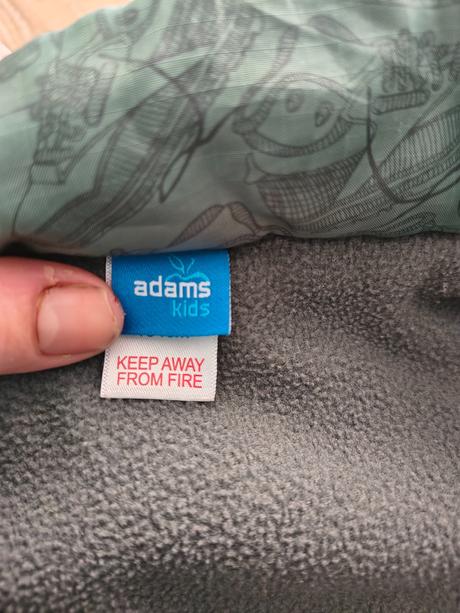 adams
kids
KEEP AWAY
FROM FIRE